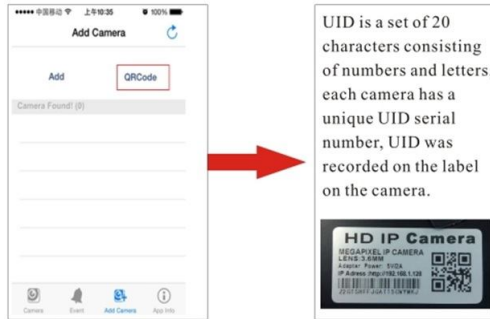 中国移动 上午10:35 100%
Add Camera
Add QRCode
Camera Found! (0)
Camera Event Add Camera App Info
UID is a set of 20
characters consisting
of numbers and letters.
each camera has a
unique UID serial
number, UID was
recorded on the label
on the camera.
HD IP Camera
MEGAPIXEL IP CAMERA
LENS:3.6MM
Adapter Power: 5V2A
IP Adress :http://192.168.1.128